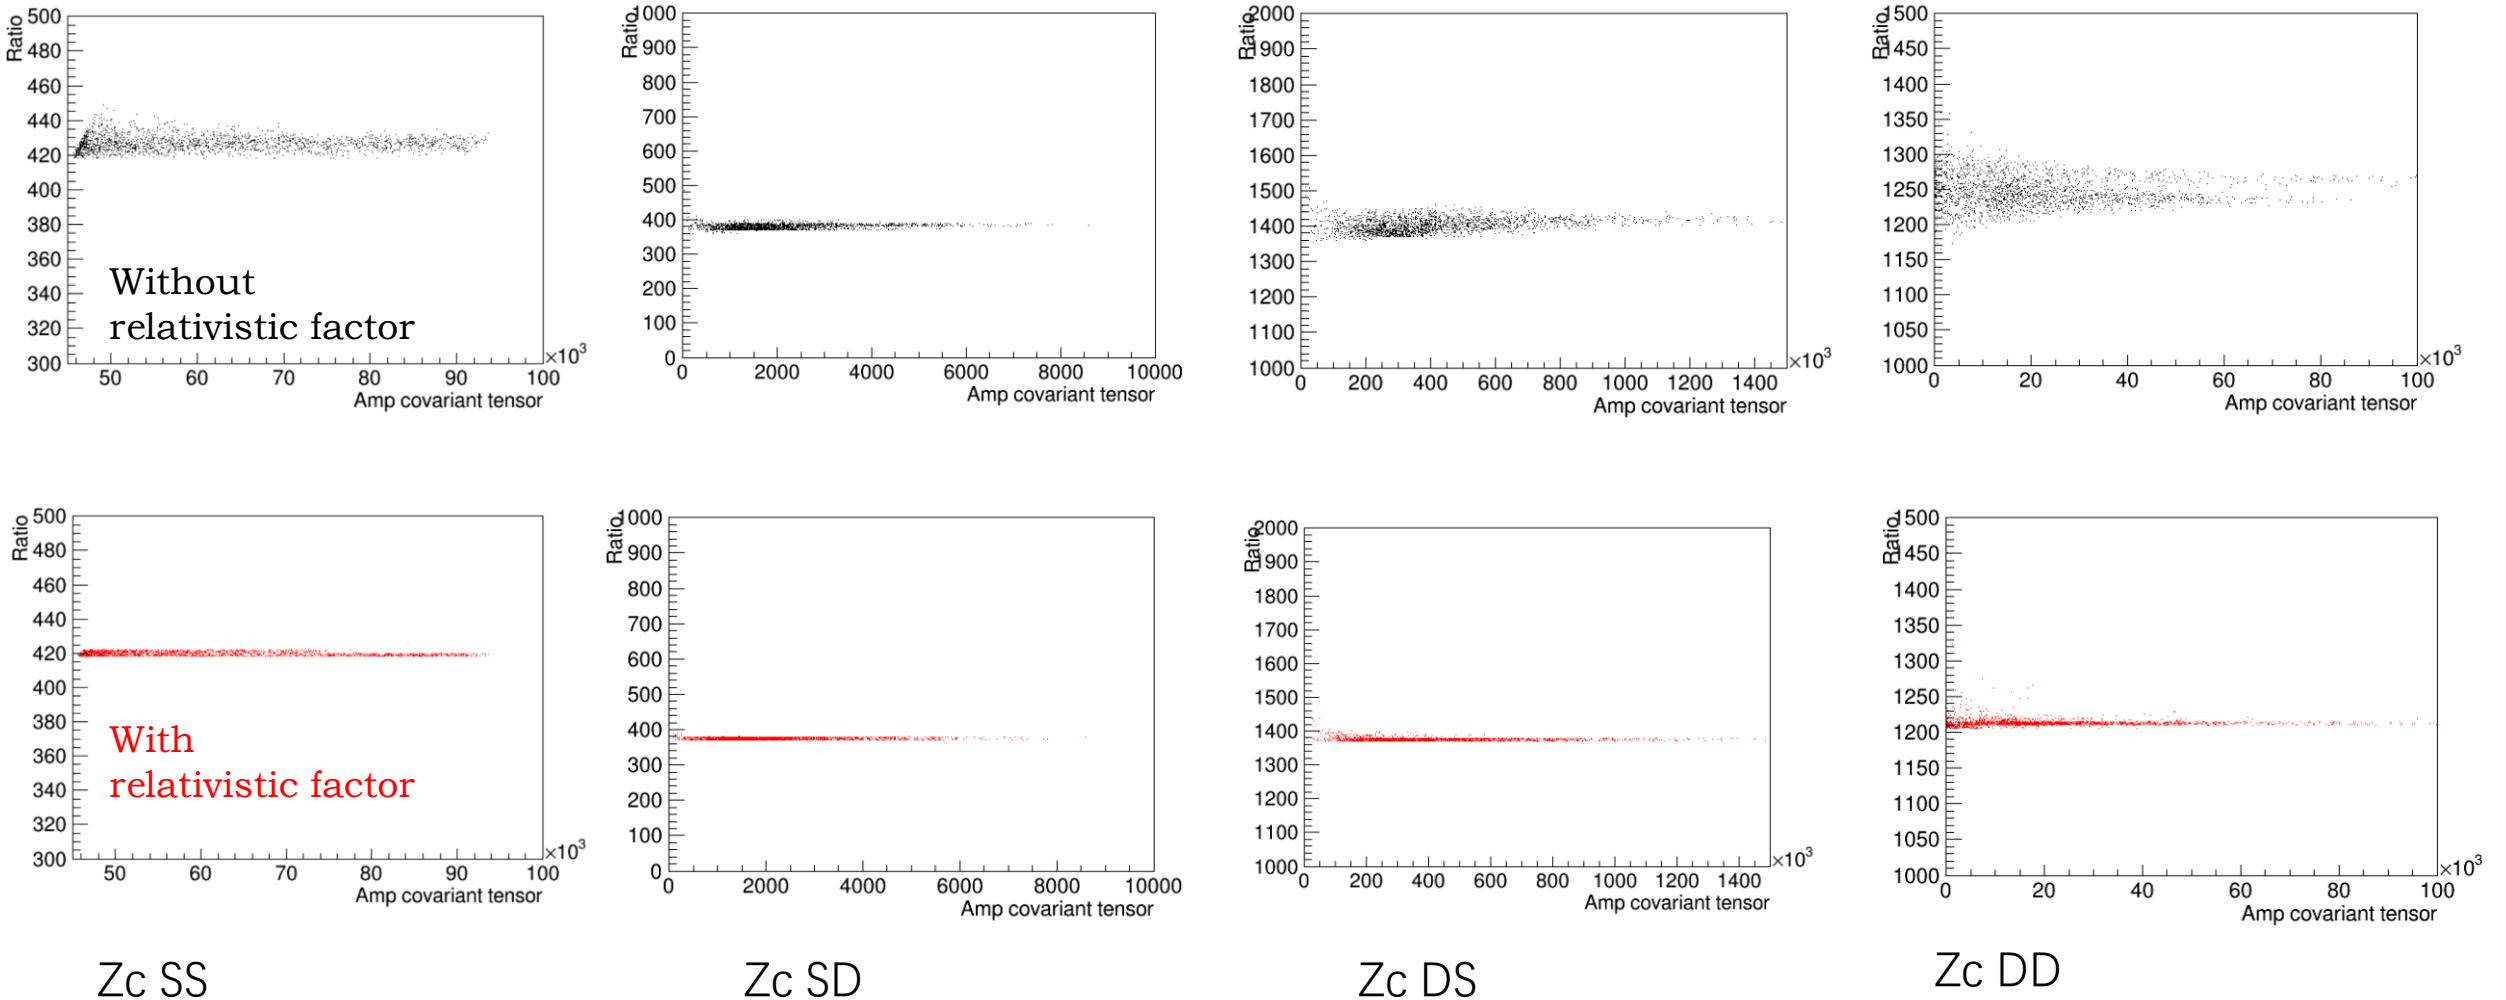 Ratio
500
480
460
440
420
400
380
360
340
320
300
Without
relativistic factor
50 60 70 80 90 100
×10³
Amp covariant tensor
Ratio
1000
900
800
700
600
500
400
300
200
100
0
0 2000 4000 6000 8000 10000
Amp covariant tensor
Ratio
2000
1900
1800
1700
1600
1500
1400
1300
1200
1100
1000
0 200 400 600 800 1000 1200 1400
×10³
Amp covariant tensor
Ratio
1500
1450
1400
1350
1300
1250
1200
1150
1100
1050
1000
0 20 40 60 80 100
×10³
Amp covariant tensor
Ratio
500
480
460
440
420
400
380
360
340
320
300
With
relativistic factor
50 60 70 80 90 100
×10³
Amp covariant tensor
Ratio
1000
900
800
700
600
500
400
300
200
100
0
0 2000 4000 6000 8000 10000
Amp covariant tensor
Ratio
2000
1900
1800
1700
1600
1500
1400
1300
1200
1100
1000
0 200 400 600 800 1000 1200 1400
×10³
Amp covariant tensor
Ratio
1500
1450
1400
1350
1300
1250
1200
1150
1100
1050
1000
0 20 40 60 80 100
×10³
Amp covariant tensor
Zc SS
Zc SD
Zc DS
Zc DD